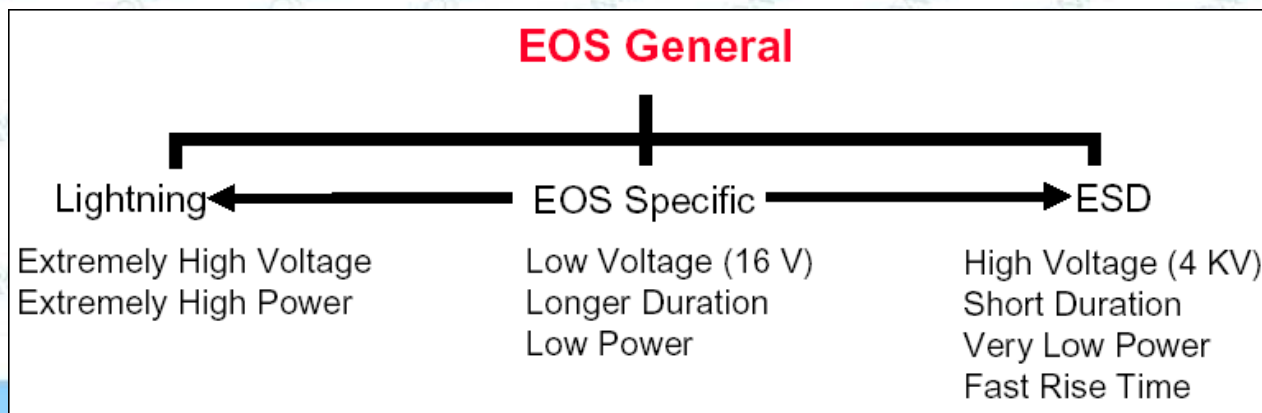 EOS General
Lightning
EOS Specific
ESD
Extremely High Voltage
Extremely High Power
Low Voltage (16 V)
Longer Duration
Low Power
High Voltage (4 KV)
Short Duration
Very Low Power
Fast Rise Time